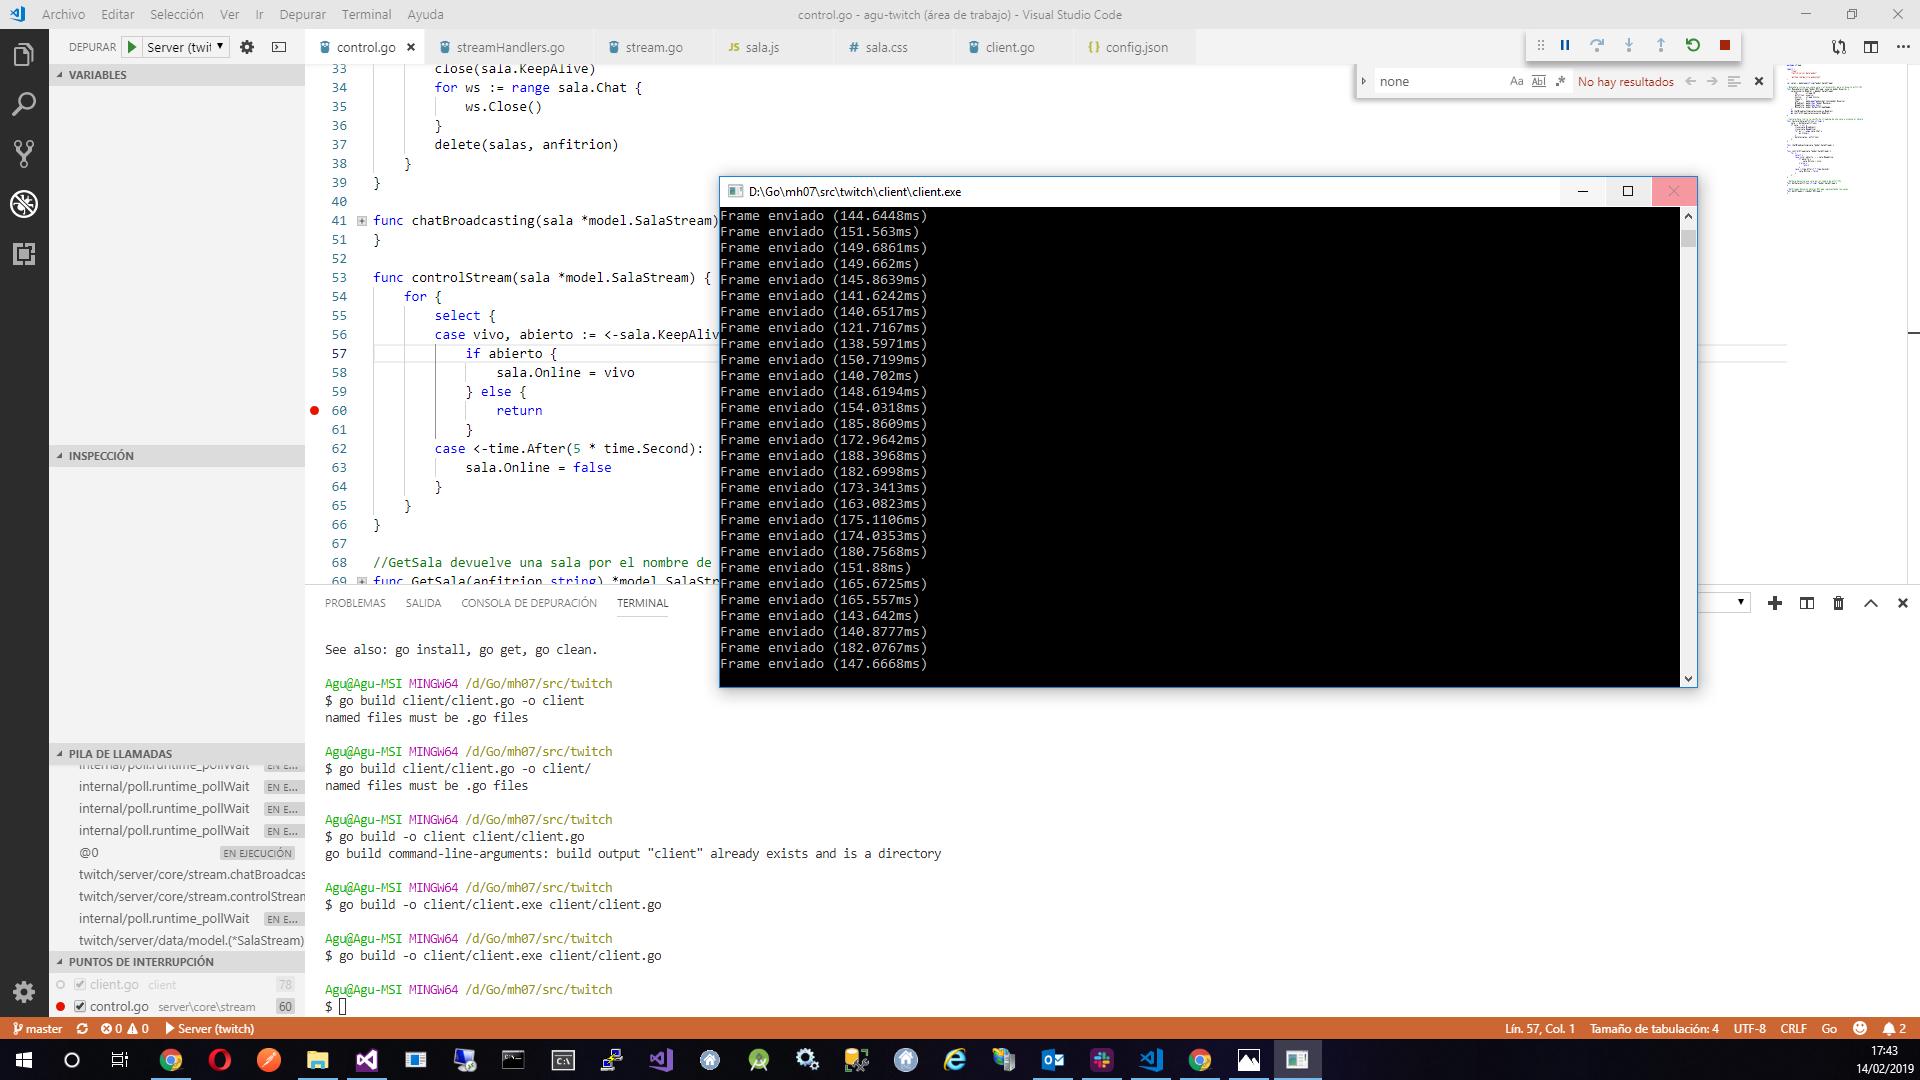 Archivo Editar Selección Ver Ir Depurar Terminal Ayuda
control.go - agu-twitch (área de trabajo) - Visual Studio Code
DEPURAR Server (twit
control.go streamHandlers.go stream.go JS sala.js # sala.css client.go {} config.json
none Aa Abl .* No hay resultados
VARIABLES
INSPECCIÓN
PILA DE LLAMADAS
internal/poll.runtime_pollWait EN E...
internal/poll.runtime_pollWait EN E...
internal/poll.runtime_pollWait EN E...
internal/poll.runtime_pollWait EN E...
@0 EN EJECUCIÓN
twitch/server/core/stream.chatBroadcas
twitch/server/core/stream.controlStream
internal/poll.runtime_pollWait EN E...
twitch/server/data/model.(*SalaStream)
PUNTOS DE INTERRUPCIÓN
client.go client 78
control.go server\core\stream 60
33 close(sala.KeepAlive)
34 for ws := range sala.Chat {
35 ws.Close()
36 }
37 delete(salas, anfitrion)
38 }
39 }
40
41 func chatBroadcasting(sala *model.SalaStream)
51 }
52
53 func controlStream(sala *model.SalaStream) {
54 for {
55 select {
56 case vivo, abierto := <-sala.KeepAliv
57 if abierto {
58 sala.Online = vivo
59 } else {
60 return
61 }
62 case <-time.After(5 * time.Second):
63 sala.Online = false
64 }
65 }
66 }
67
68 //GetSala devuelve una sala por el nombre de
69 func GetSala(anfitrion string) *model.SalaStr
D:\Go\mh07\src\twitch\client\client.exe
Frame enviado (144.6448ms)
Frame enviado (151.563ms)
Frame enviado (149.6861ms)
Frame enviado (149.662ms)
Frame enviado (145.8639ms)
Frame enviado (141.6242ms)
Frame enviado (140.6517ms)
Frame enviado (121.7167ms)
Frame enviado (138.5971ms)
Frame enviado (150.7199ms)
Frame enviado (140.702ms)
Frame enviado (148.6194ms)
Frame enviado (154.0318ms)
Frame enviado (185.8609ms)
Frame enviado (172.9642ms)
Frame enviado (188.3968ms)
Frame enviado (182.6998ms)
Frame enviado (173.3413ms)
Frame enviado (163.0823ms)
Frame enviado (175.1106ms)
Frame enviado (174.0353ms)
Frame enviado (180.7568ms)
Frame enviado (151.88ms)
Frame enviado (165.6725ms)
Frame enviado (165.557ms)
Frame enviado (143.642ms)
Frame enviado (140.8777ms)
Frame enviado (182.0767ms)
Frame enviado (147.6668ms)
PROBLEMAS SALIDA CONSOLA DE DEPURACIÓN TERMINAL
See also: go install, go get, go clean.
Agu@Agu-MSI MINGW64 /d/Go/mh07/src/twitch
$ go build client/client.go -o client
named files must be .go files
Agu@Agu-MSI MINGW64 /d/Go/mh07/src/twitch
$ go build client/client.go -o client/
named files must be .go files
Agu@Agu-MSI MINGW64 /d/Go/mh07/src/twitch
$ go build -o client client/client.go
go build command-line-arguments: build output "client" already exists and is a directory
Agu@Agu-MSI MINGW64 /d/Go/mh07/src/twitch
$ go build -o client/client.exe client/client.go
Agu@Agu-MSI MINGW64 /d/Go/mh07/src/twitch
$ go build -o client/client.exe client/client.go
Agu@Agu-MSI MINGW64 /d/Go/mh07/src/twitch
$
master 0 0 Server (twitch)
Lín. 57, Col. 1 Tamaño de tabulación: 4 UTF-8 CRLF Go 2
17:43
14/02/2019